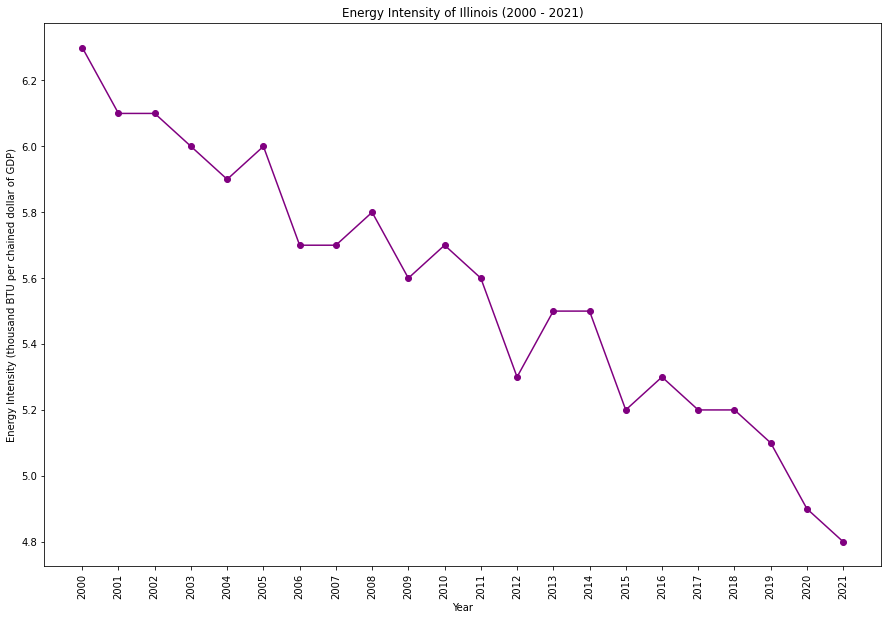 Energy Intensity of Illinois (2000 - 2021)
Energy Intensity (thousand BTU per chained dollar of GDP)
6.2
6.0
5.8
5.6
5.4
5.2
5.0
4.8
2000 2001 2002 2003 2004 2005 2006 2007 2008 2009 2010 2011 2012 2013 2014 2015 2016 2017 2018 2019 2020 2021
Year